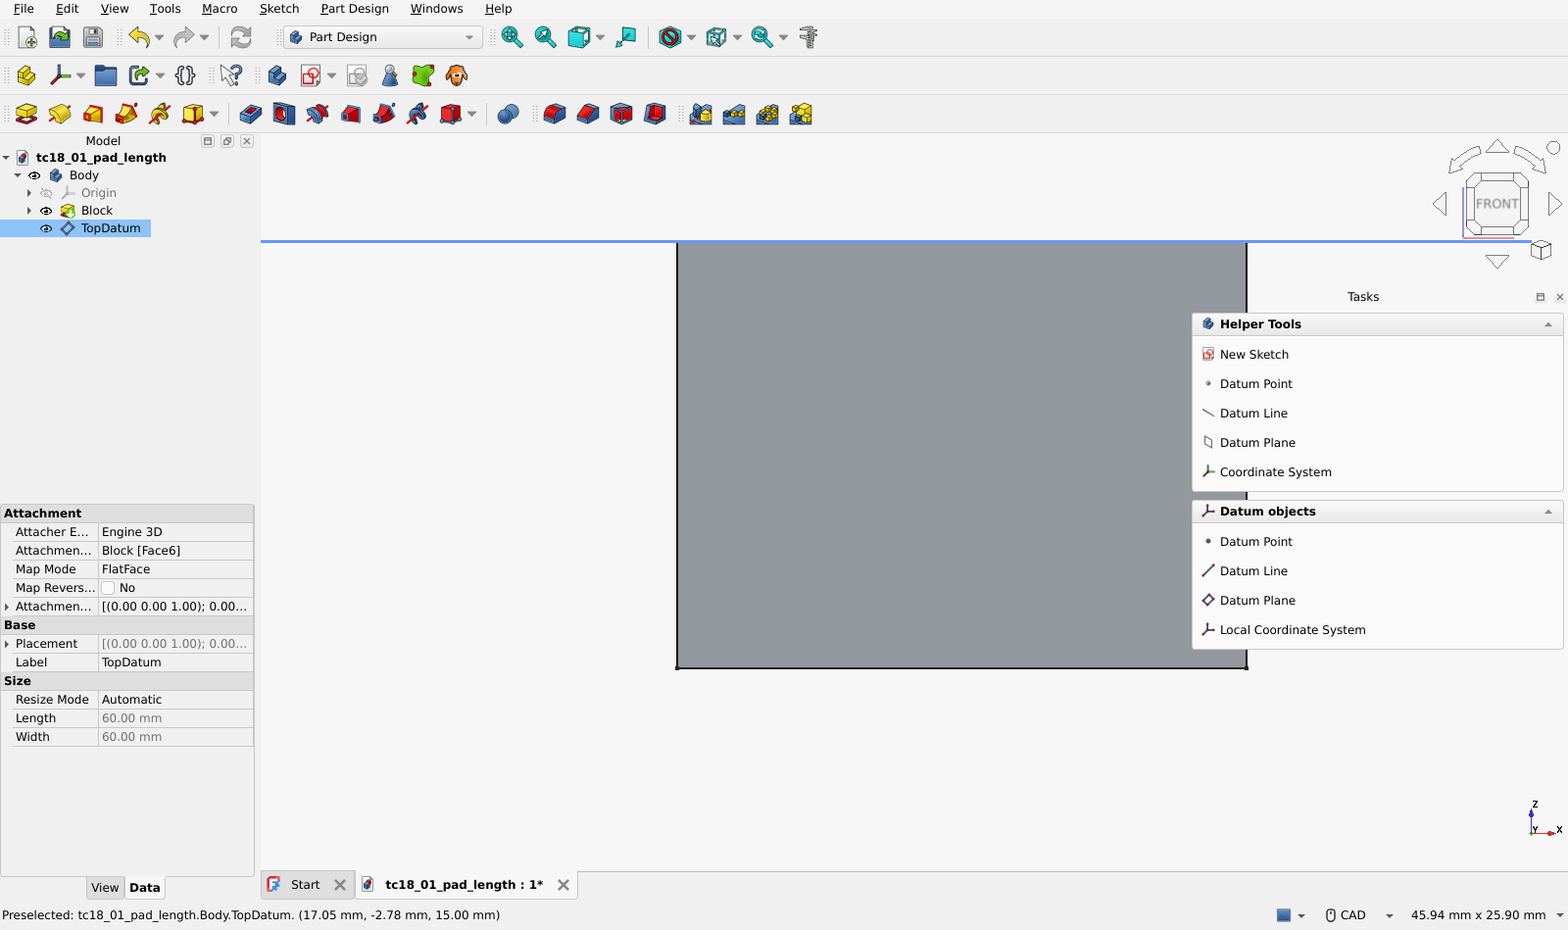 File Edit View Tools Macro Sketch Part Design Windows Help
Part Design
Model
tc18_01_pad_length
Body
Origin
Block
TopDatum
FRONT
Tasks
Helper Tools
New Sketch
Datum Point
Datum Line
Datum Plane
Coordinate System
Datum objects
Datum Point
Datum Line
Datum Plane
Local Coordinate System
Attachment
Attacher E... Engine 3D
Attachmen... Block [Face6]
Map Mode FlatFace
Map Revers... No
Attachmen... [(0.00 0.00 1.00); 0.00...
Base
Placement [(0.00 0.00 1.00); 0.00...
Label TopDatum
Size
Resize Mode Automatic
Length 60.00 mm
Width 60.00 mm
Z
Y X
View Data
Start tc18_01_pad_length : 1*
Preselected: tc18_01_pad_length.Body.TopDatum. (17.05 mm, -2.78 mm, 15.00 mm) CAD 45.94 mm x 25.90 mm